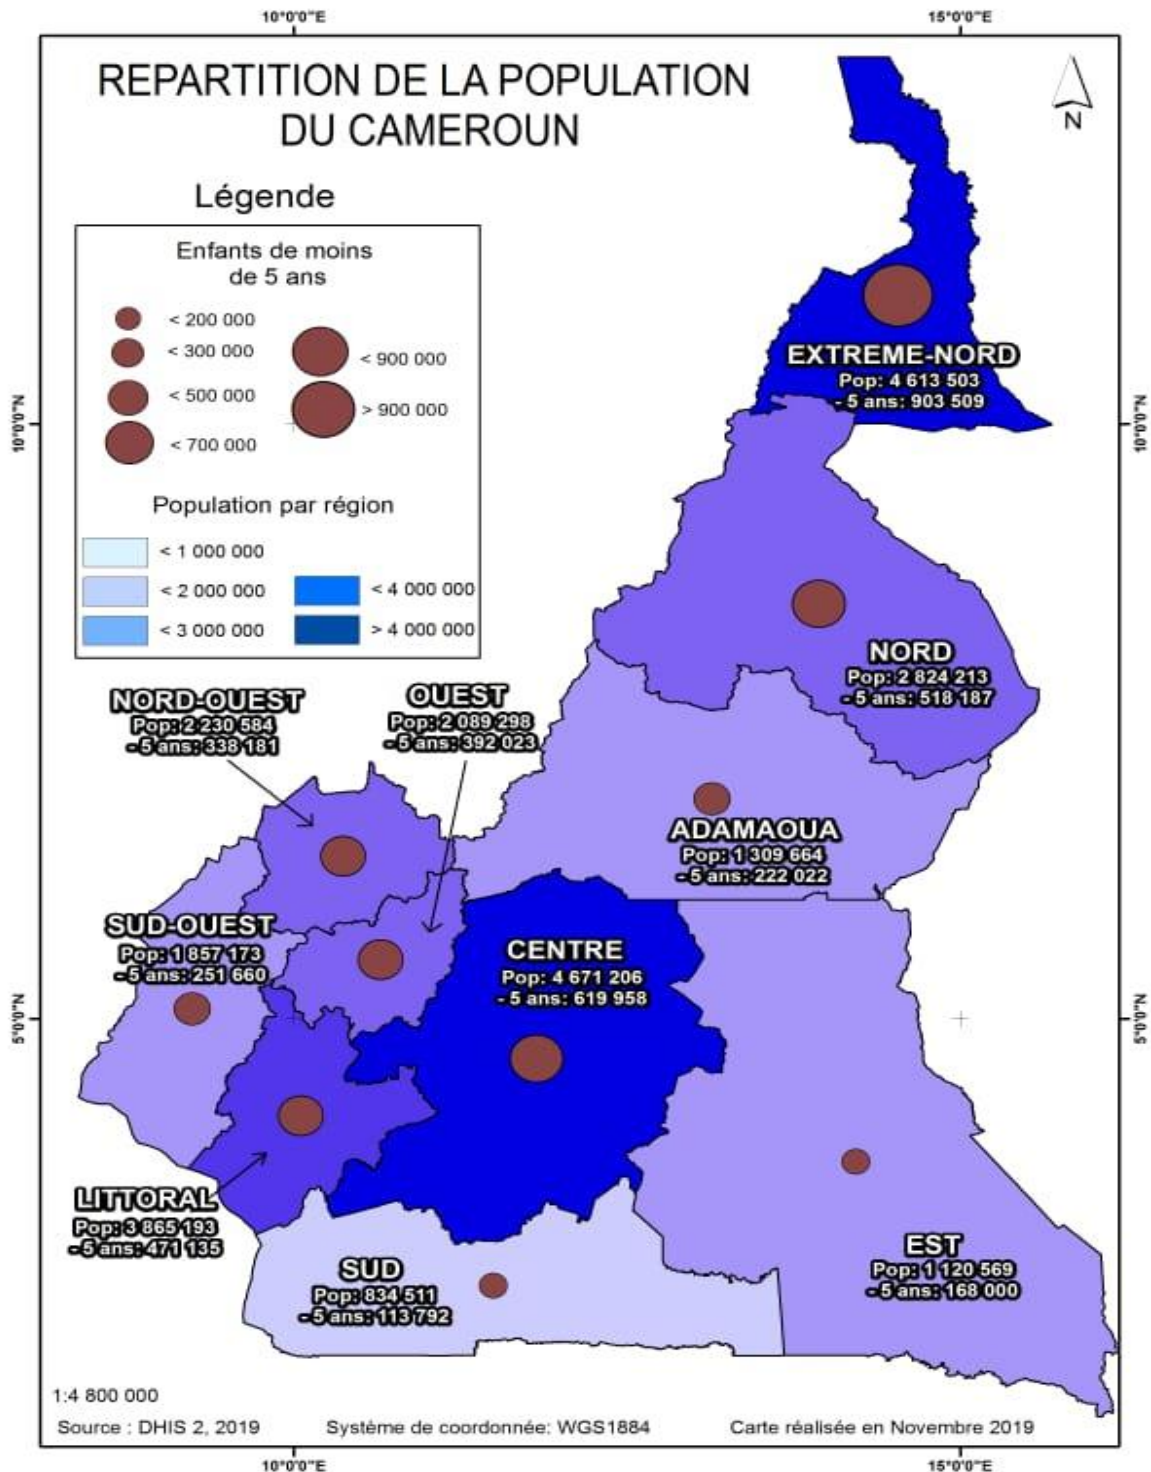 10°0'0"E
15°0'0"E
REPARTITION DE LA POPULATION
DU CAMEROUN
N
Légende
Enfants de moins
de 5 ans
< 200 000
< 300 000
< 500 000
< 700 000
< 900 000
> 900 000
Population par région
< 1 000 000
< 2 000 000
< 3 000 000
< 4 000 000
> 4 000 000
10°0'0"N
10°0'0"N
EXTREME-NORD
Pop: 4 613 503
- 5 ans: 903 509
NORD
Pop: 2 824 213
- 5 ans: 518 187
NORD-OUEST
Pop: 2 230 584
- 5 ans: 338 181
OUEST
Pop: 2 089 298
- 5 ans: 392 023
ADAMAOUA
Pop: 1 309 664
- 5 ans: 222 022
SUD-OUEST
Pop: 1 857 173
- 5 ans: 251 660
CENTRE
Pop: 4 671 206
- 5 ans: 619 958
5°0'0"N
5°0'0"N
LITTORAL
Pop: 3 865 193
- 5 ans: 471 135
SUD
Pop: 834 511
- 5 ans: 113 792
EST
Pop: 1 120 569
- 5 ans: 168 000
1:4 800 000
Source : DHIS 2, 2019
Système de coordonnée: WGS1884
Carte réalisée en Novembre 2019
10°0'0"E
15°0'0"E